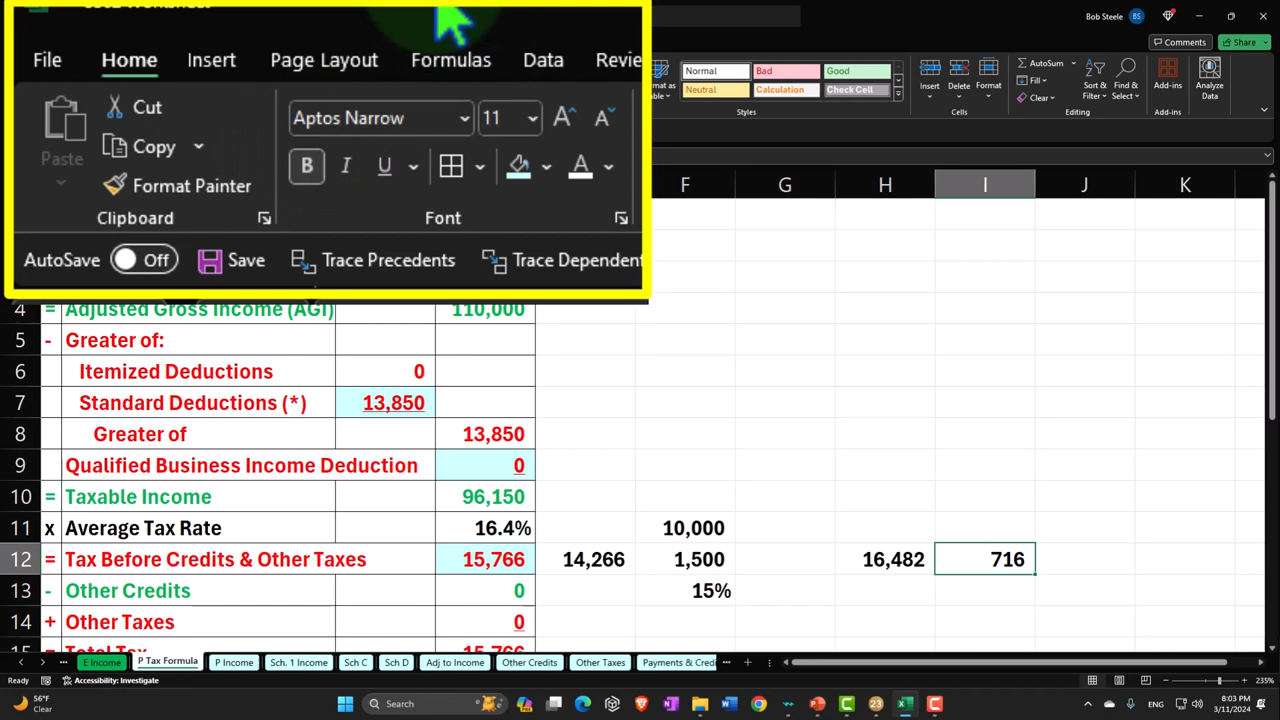 Bob Steele BS
File Home Insert Page Layout Formulas Data Revie
Comments Share
Cut
Copy
Paste
Format Painter
Clipboard
Aptos Narrow 11
B I U A
Font
Normal Bad Good
Neutral Calculation Check Cell
Styles
Insert Delete Format
Cells
AutoSum
Fill
Clear
Sort & Filter Find & Select
Editing
Add-ins
Add-ins
Analyze Data
AutoSave Off Save Trace Precedents Trace Dependent
F G H I J K
4 = Adjusted Gross Income (AGI) 110,000
5 - Greater of:
6 Itemized Deductions 0
7 Standard Deductions (*) 13,850
8 Greater of 13,850
9 Qualified Business Income Deduction 0
10 = Taxable Income 96,150
11 x Average Tax Rate 16.4% 10,000
12 = Tax Before Credits & Other Taxes 15,766 14,266 1,500 16,482 716
13 - Other Credits 0 15%
14 + Other Taxes 0
15 = Total Tax 15,766
E Income P Tax Formula P Income Sch. 1 Income Sch C Sch D Adj to Income Other Credits Other Taxes Payments & Credi
Ready Accessibility: Investigate 235%
56°F
Clear
Search
23
8:03 PM
3/11/2024